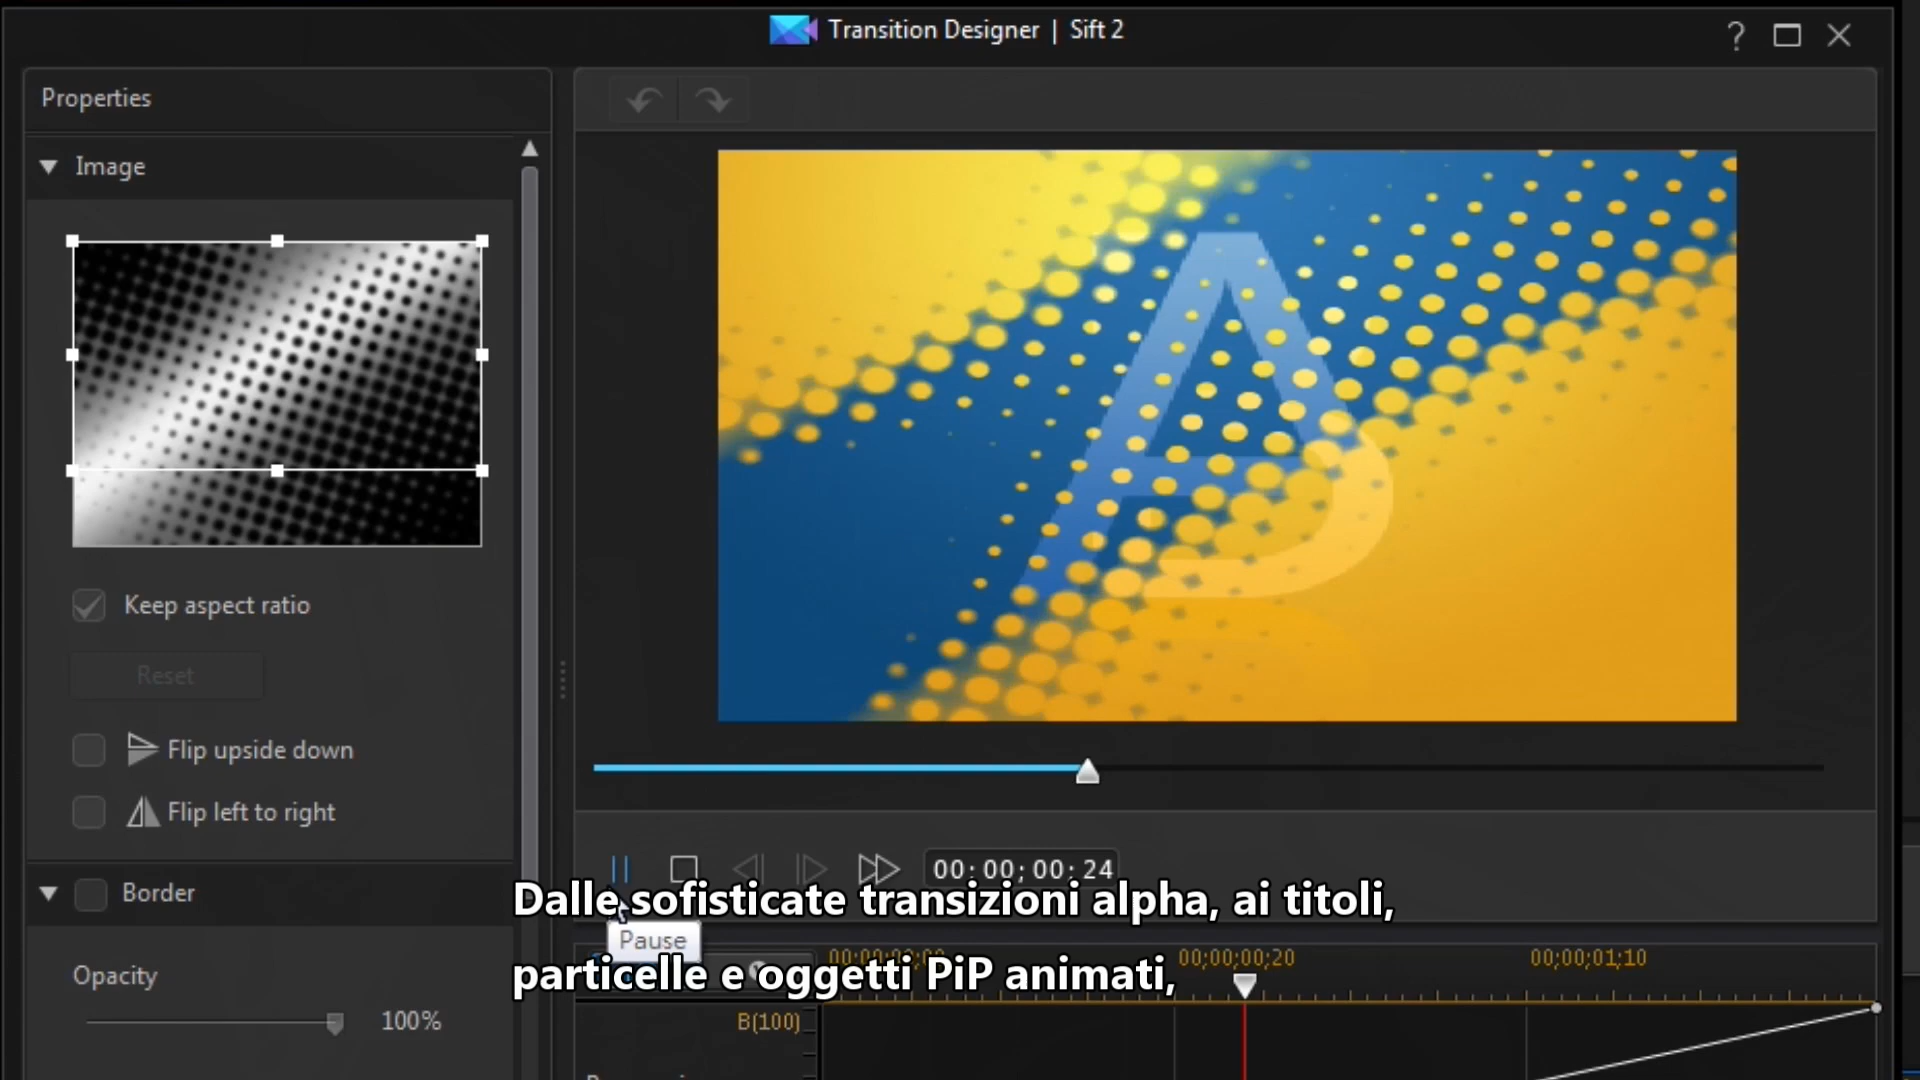 Transition Designer | Sift 2
?
Properties
Image
A
Keep aspect ratio
Reset
Flip upside down
Flip left to right
00; 00; 00; 24
Border
Dalle sofisticate transizioni alpha, ai titoli,
Pause
particelle e oggetti PiP animati,
00;00;00;20
00;00;01;10
Opacity
100%
B(100)